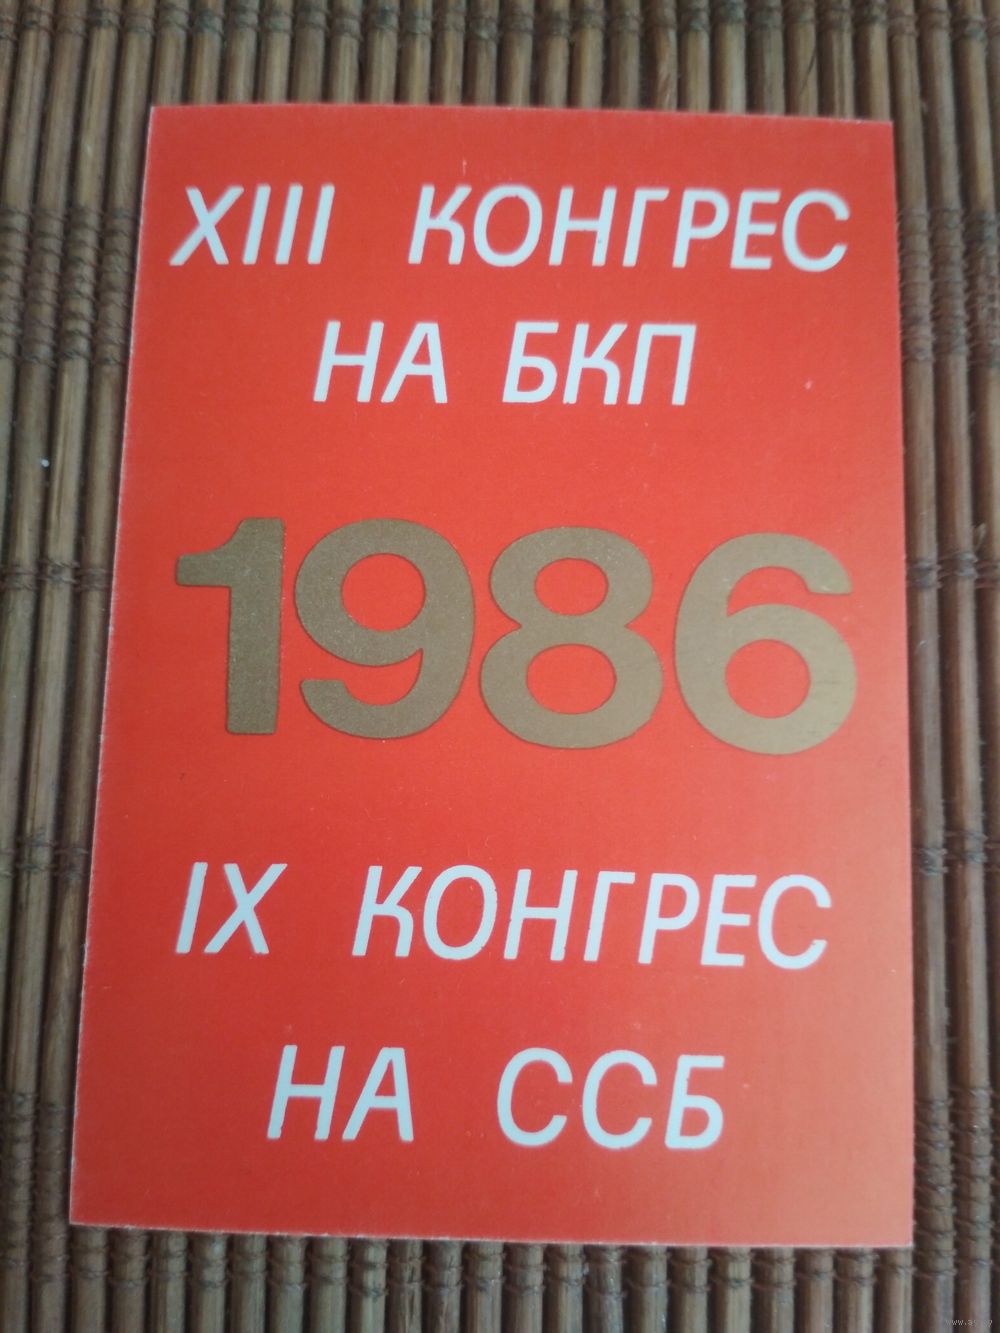 XIII КОНГРЕС
НА БКП
1986
IX КОНГРЕС
НА ССБ